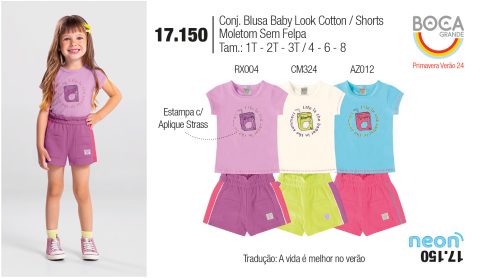 17.150
Conj. Blusa Baby Look Cotton / Shorts
Moletom Sem Felpa
Tam.: 1T - 2T - 3T / 4 - 6 - 8
BOCA
GRANDE
Primavera Verão 24
RX004
CM324
AZ012
Estampa c/
Aplique Strass
neon
17.150
Tradução: A vida é melhor no verão